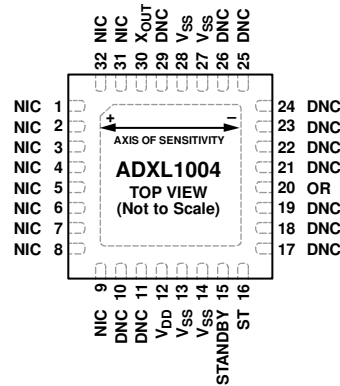 32 NIC
31 NIC
30 XOUT
29 DNC
28 VSS
27 VSS
26 DNC
25 DNC
NIC 1
NIC 2
NIC 3
NIC 4
NIC 5
NIC 6
NIC 7
NIC 8
+ –
AXIS OF SENSITIVITY
ADXL1004
TOP VIEW
(Not to Scale)
24 DNC
23 DNC
22 DNC
21 DNC
20 OR
19 DNC
18 DNC
17 DNC
NIC 9
DNC 10
DNC 11
VDD 12
VSS 13
VSS 14
STANDBY 15
ST 16